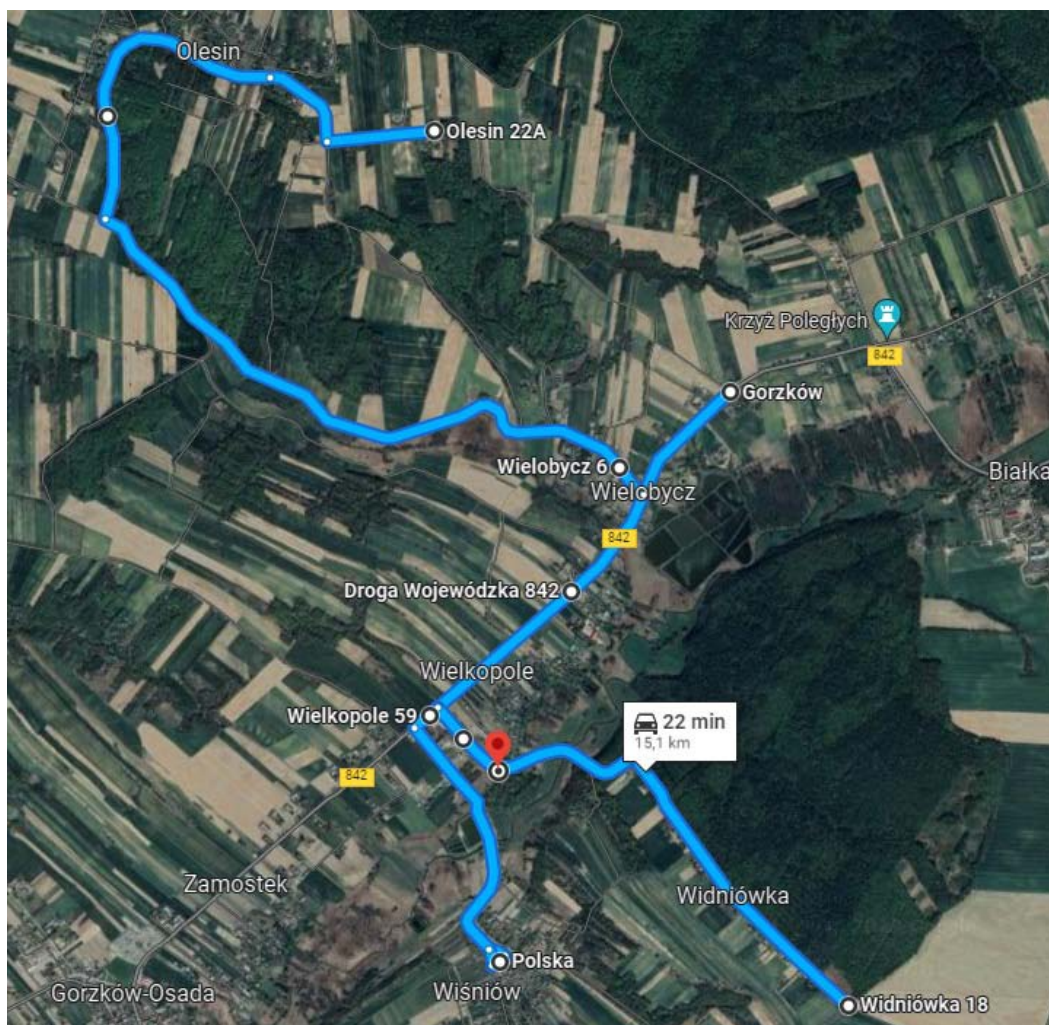 Olesin
Olesin 22A
Krzyż Poległych
842
Gorzków
Białka
Wielobycz 6
Wielobycz
842
Droga Wojewódzka 842
Wielkopole
Wielkopole 59
22 min
15,1 km
842
Zamostek
Widniówka
Polska
Gorzków-Osada
Wiśniów
Widniówka 18